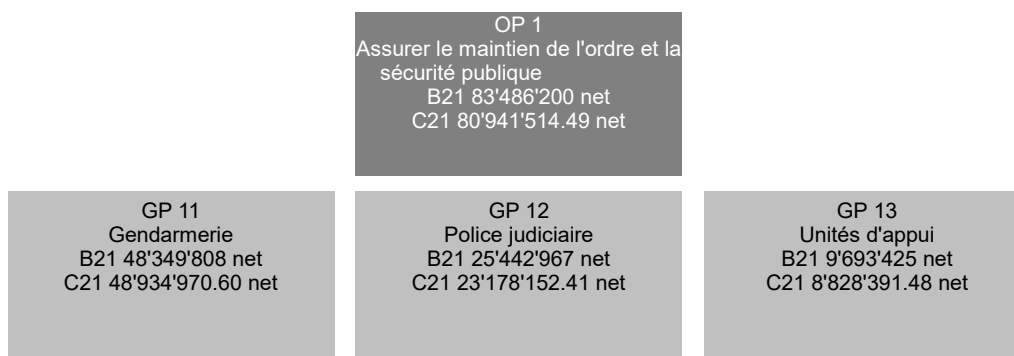 OP 1
Assurer le maintien de l'ordre et la
sécurité publique
B21 83'486'200 net
C21 80'941'514.49 net
GP 11
Gendarmerie
B21 48'349'808 net
C21 48'934'970.60 net
GP 12
Police judiciaire
B21 25'442'967 net
C21 23'178'152.41 net
GP 13
Unités d'appui
B21 9'693'425 net
C21 8'828'391.48 net